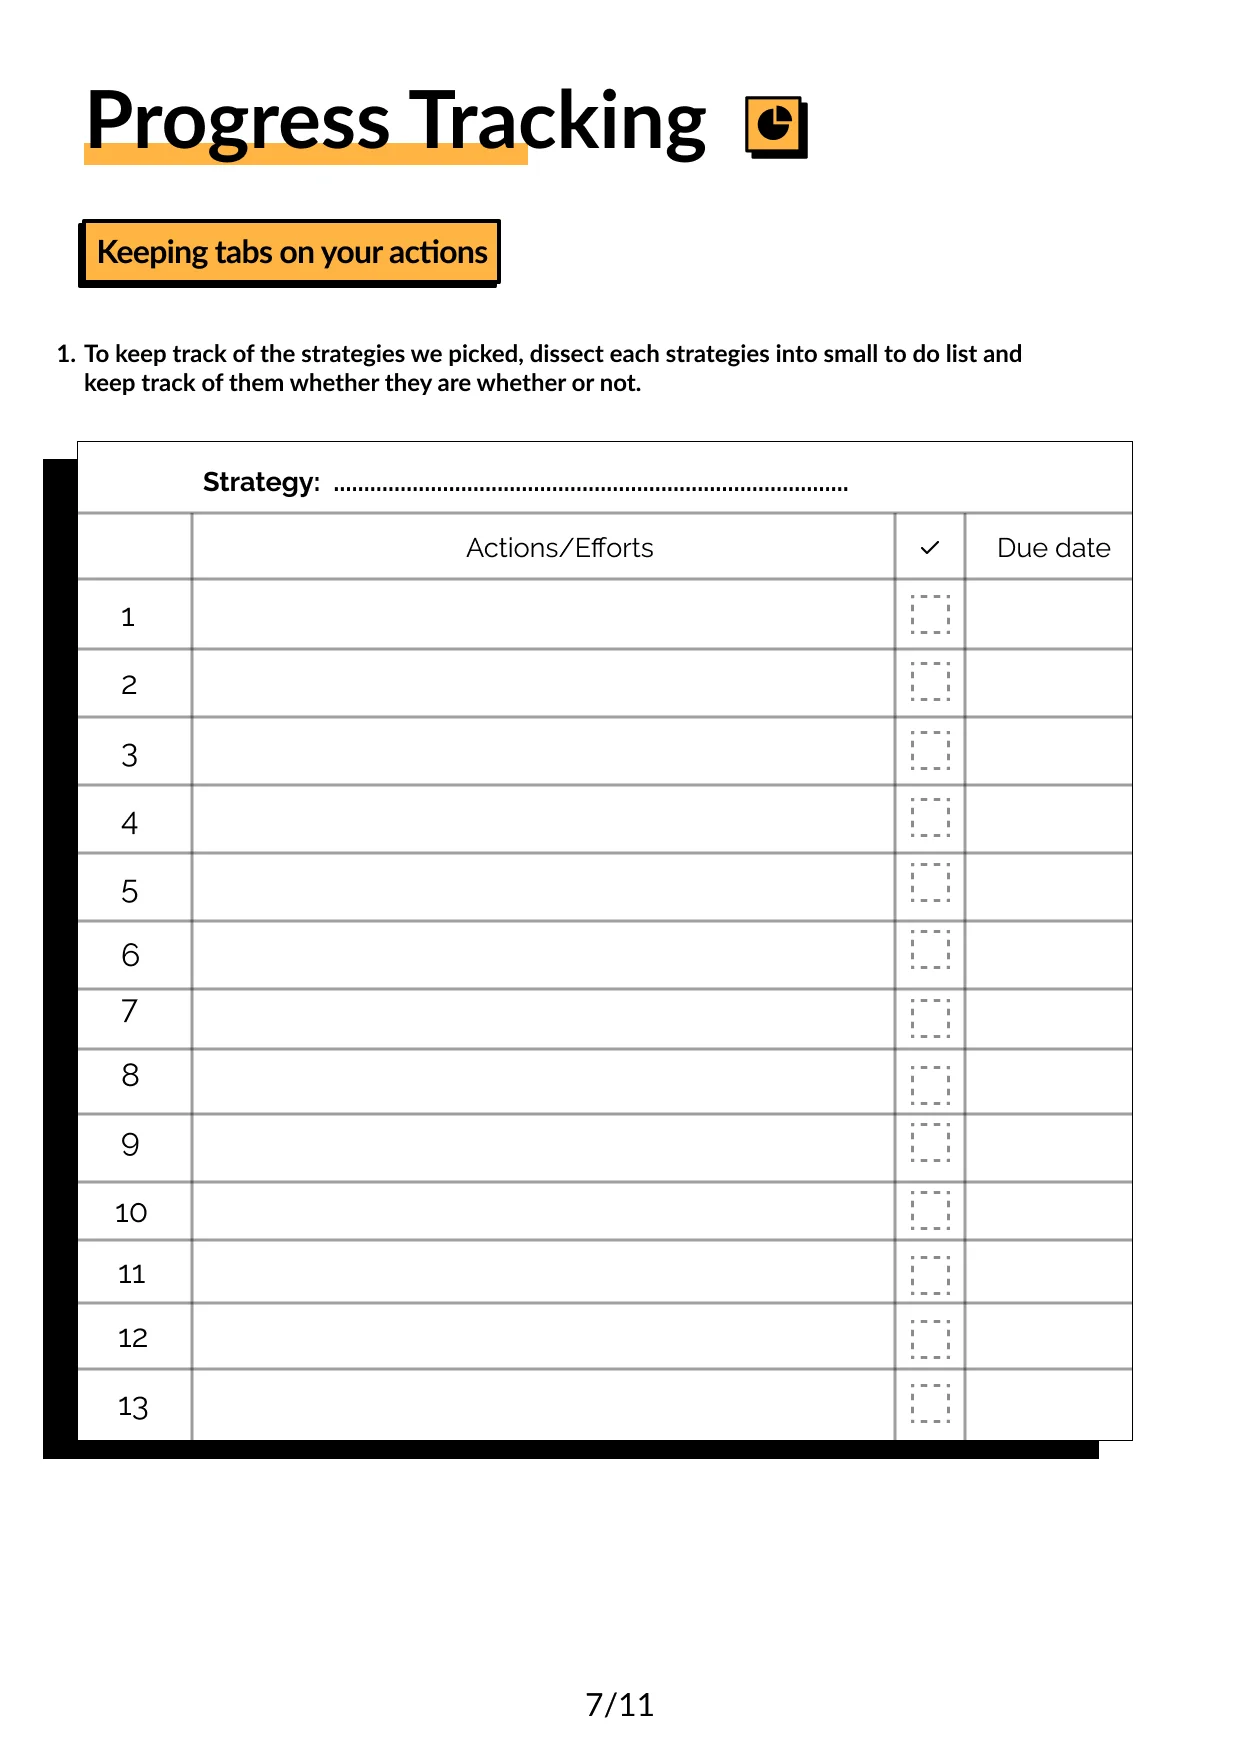 Progress Tracking
Keeping tabs on your actions
1. To keep track of the strategies we picked, dissect each strategies into small to do list and
keep track of them whether they are whether or not.
Strategy: .....................................................................................
Actions/Efforts ✓ Due date
1
2
3
4
5
6
7
8
9
10
11
12
13
7/11